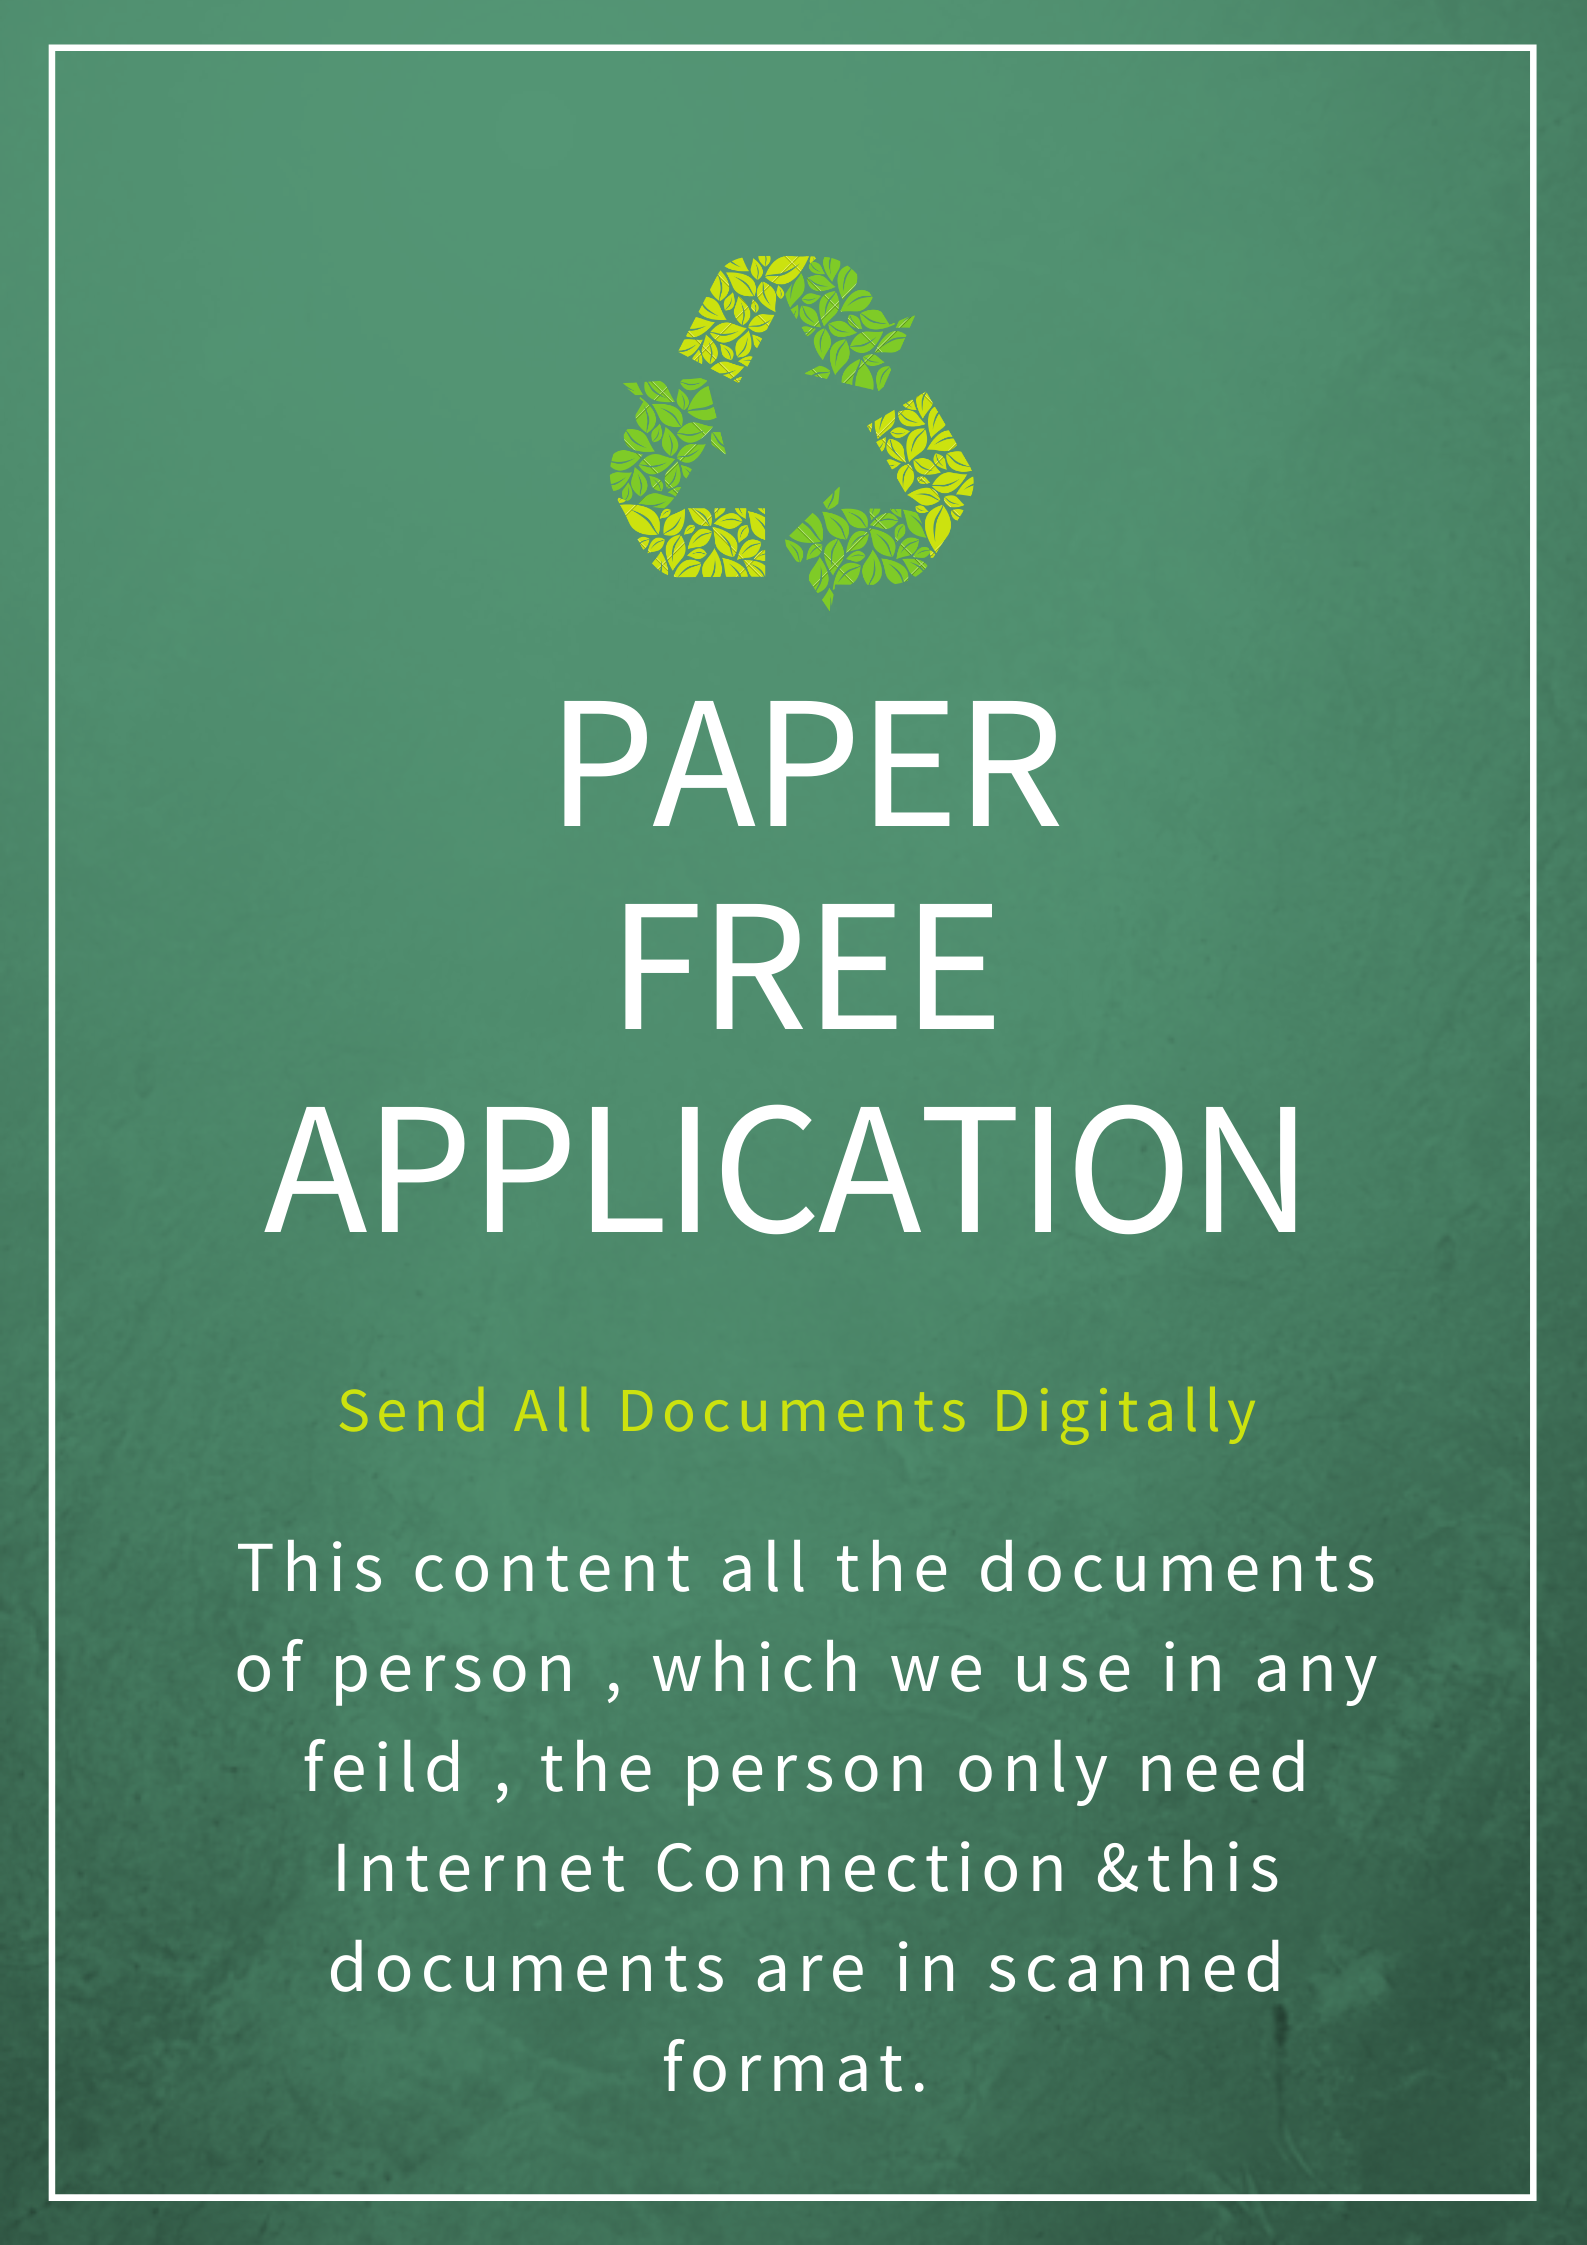 PAPER
FREE
APPLICATION
Send All Documents Digitally
This content all the documents
of person , which we use in any
feild , the person only need
Internet Connection &this
documents are in scanned
format.